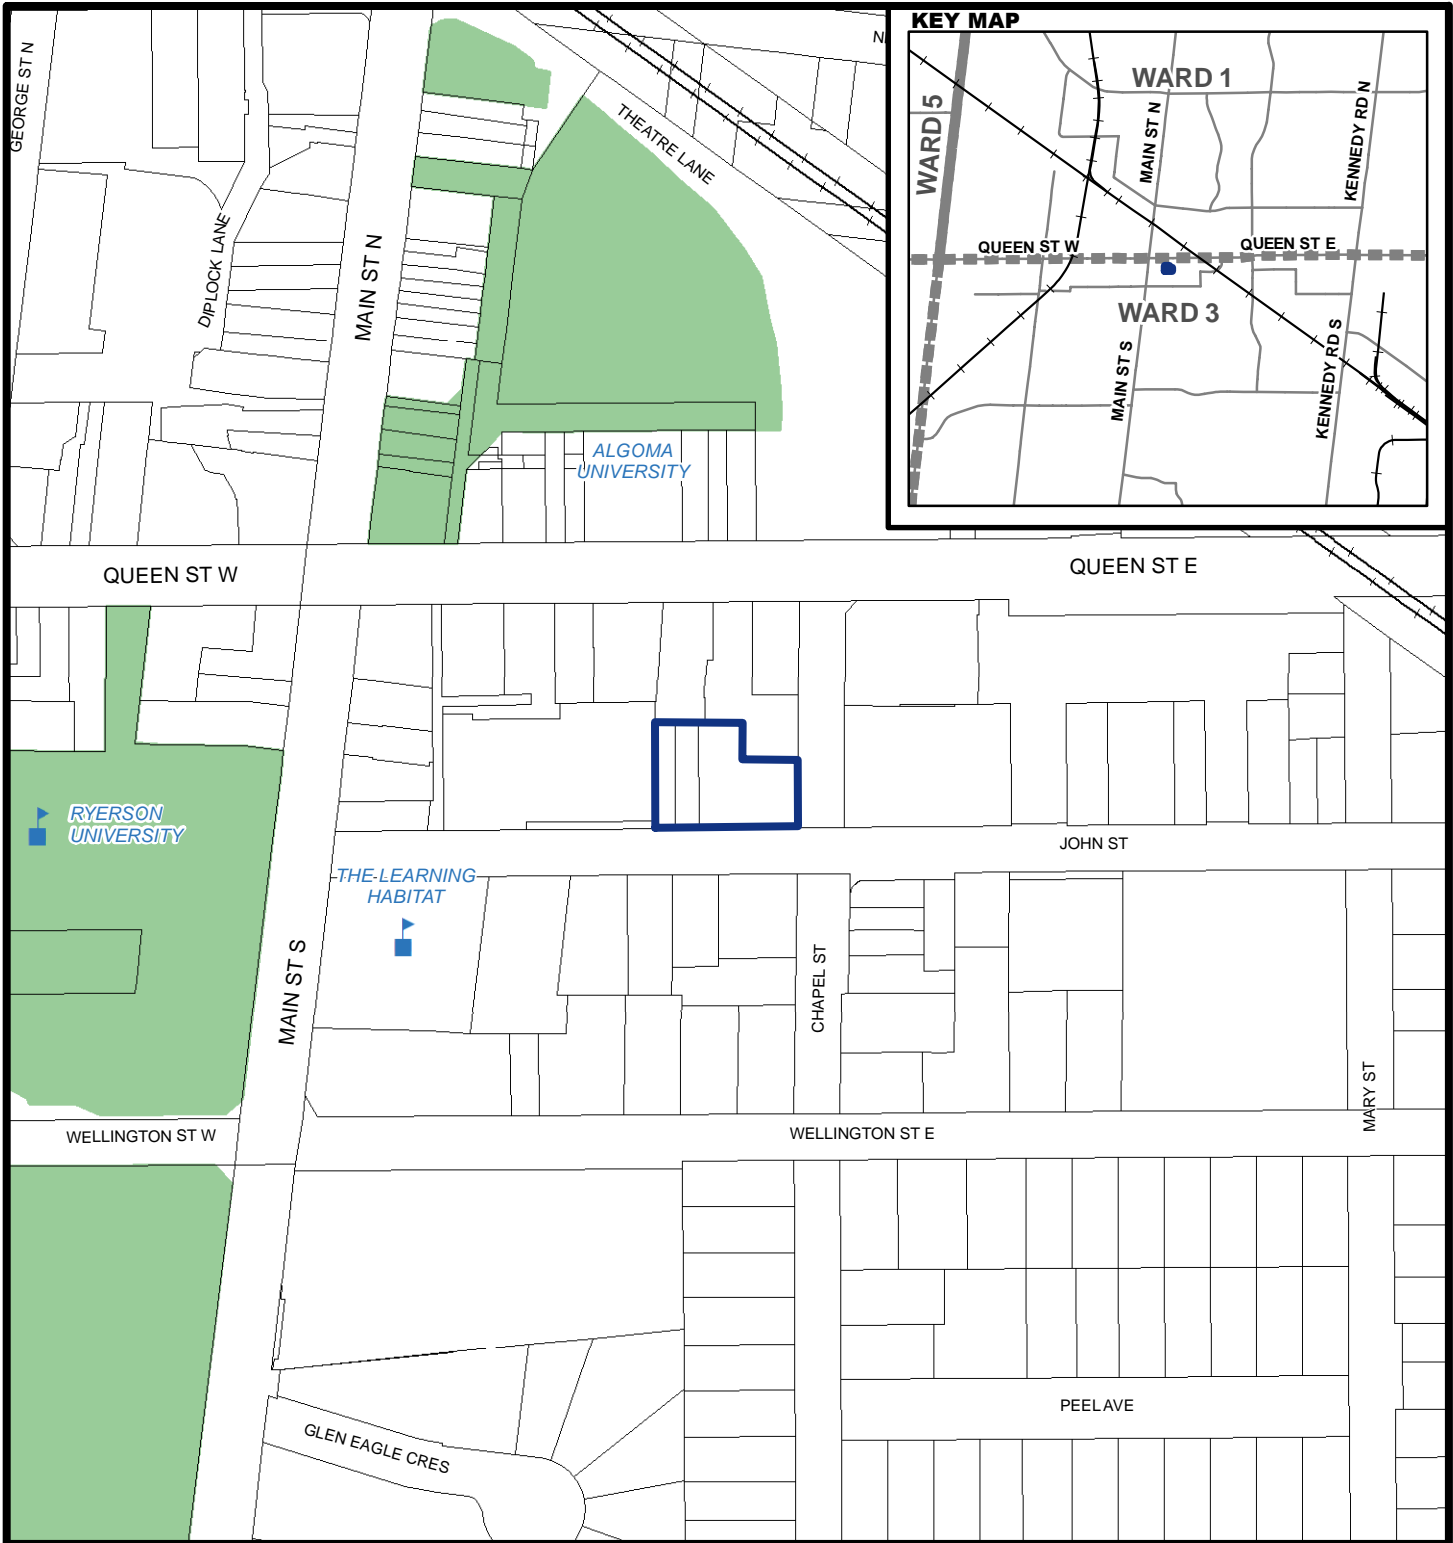 KEY MAP
WARD 1
WARD 5
MAIN ST N
KENNEDY RD N
QUEEN ST W
QUEEN ST E
WARD 3
MAIN ST S
KENNEDY RD S
GEORGE ST N
THEATRE LANE
DIPLOCK LANE
MAIN ST N
ALGOMA
UNIVERSITY
QUEEN ST W
QUEEN ST E
RYERSON
UNIVERSITY
JOHN ST
THE LEARNING
HABITAT
MAIN ST S
CHAPEL ST
MARY ST
WELLINGTON ST W
WELLINGTON ST E
PEEL AVE
GLEN EAGLE CRES